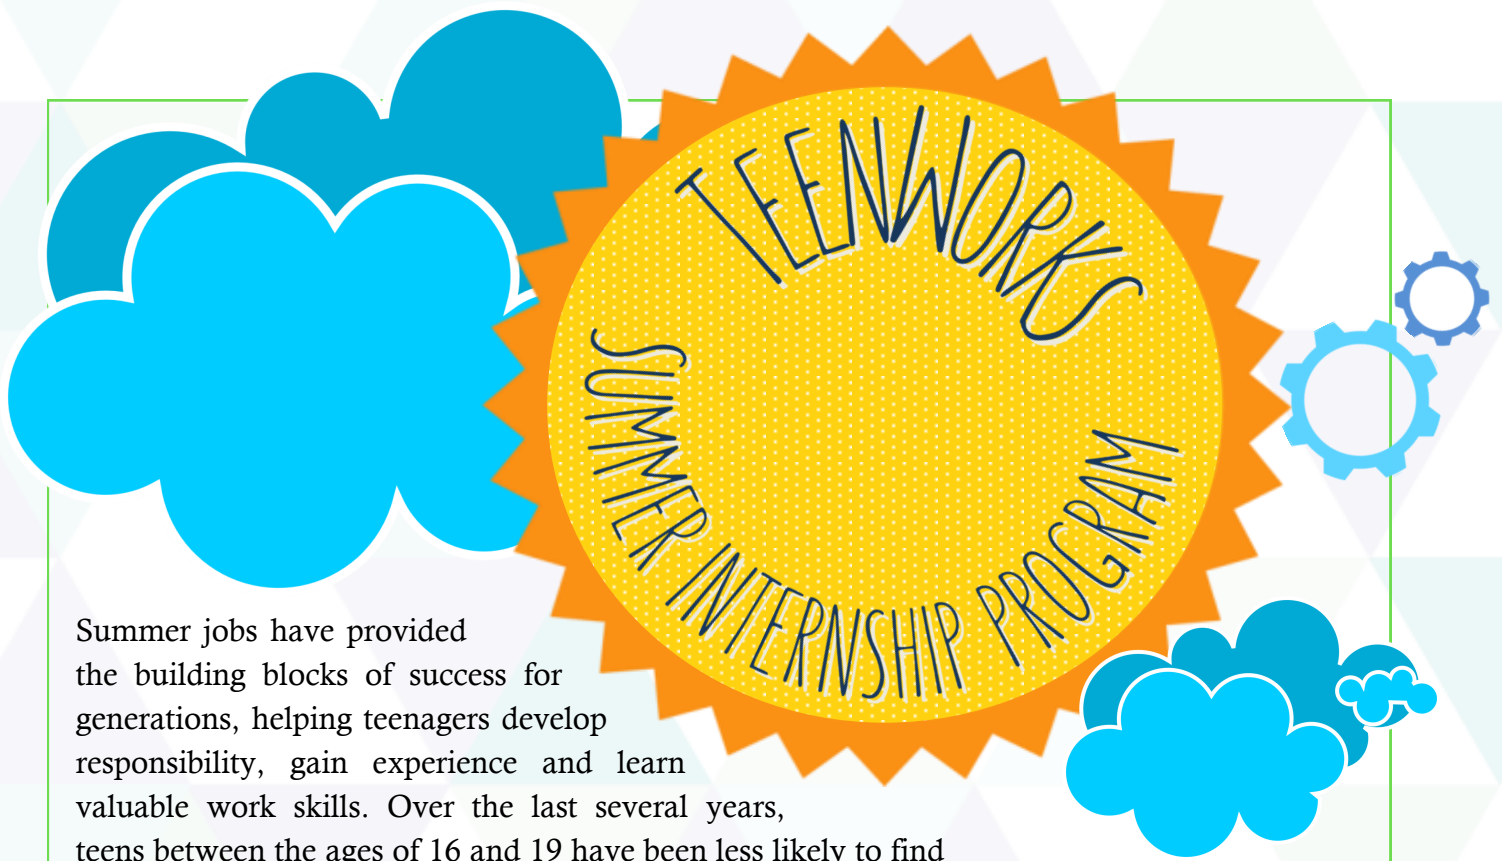 TEENWORKS
SUMMER INTERNSHIP PROGRAM
Summer jobs have provided
the building blocks of success for
generations, helping teenagers develop
responsibility, gain experience and learn
valuable work skills. Over the last several years,
teens between the ages of 16 and 19 have been less likely to find